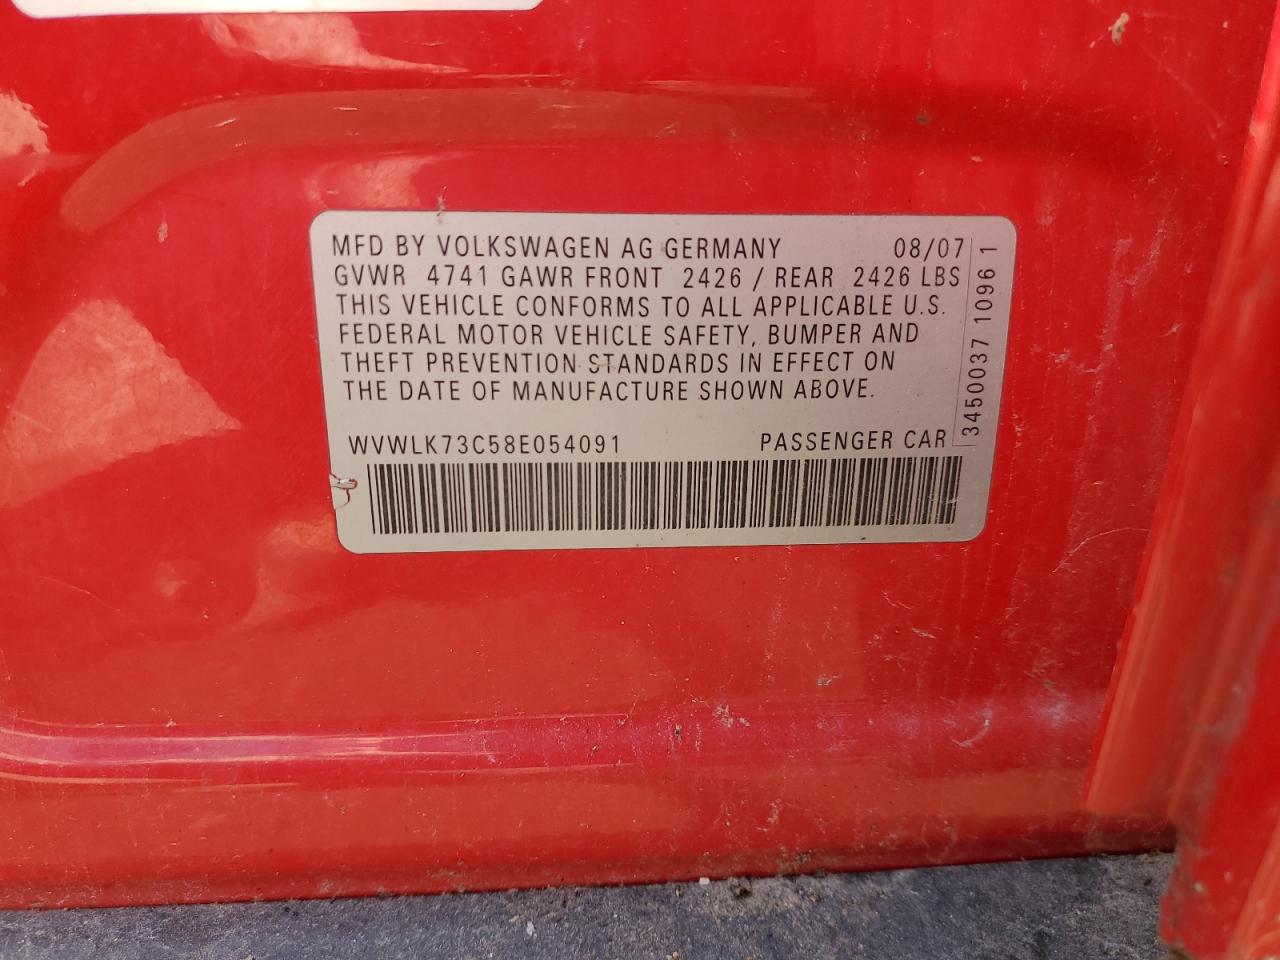 MFD BY VOLKSWAGEN AG GERMANY 08/07
GVWR 4741 GAWR FRONT 2426 / REAR 2426 LBS
THIS VEHICLE CONFORMS TO ALL APPLICABLE U.S.
FEDERAL MOTOR VEHICLE SAFETY, BUMPER AND
THEFT PREVENTION STANDARDS IN EFFECT ON
THE DATE OF MANUFACTURE SHOWN ABOVE.
WVWLK73C58E054091 PASSENGER CAR
3450037 1096 1